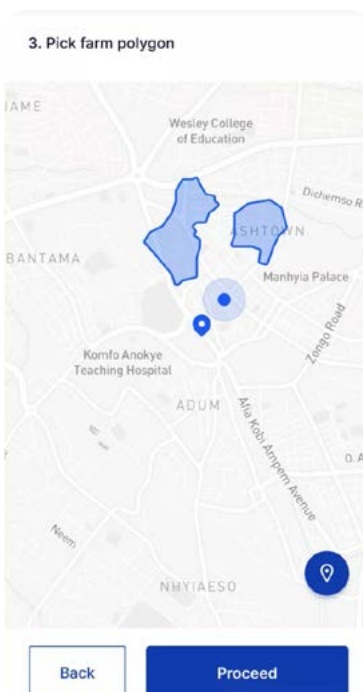 3. Pick farm polygon
JAME
Wesley College
of Education
Dichemso R
ASHTOWN
BANTAMA
Manhyia Palace
Zongo Road
Komfo Anokye
Teaching Hospital
ADUM
Afia Kobi Ampem Avenue
O. A
Neem
NHYIAESO
Back
Proceed